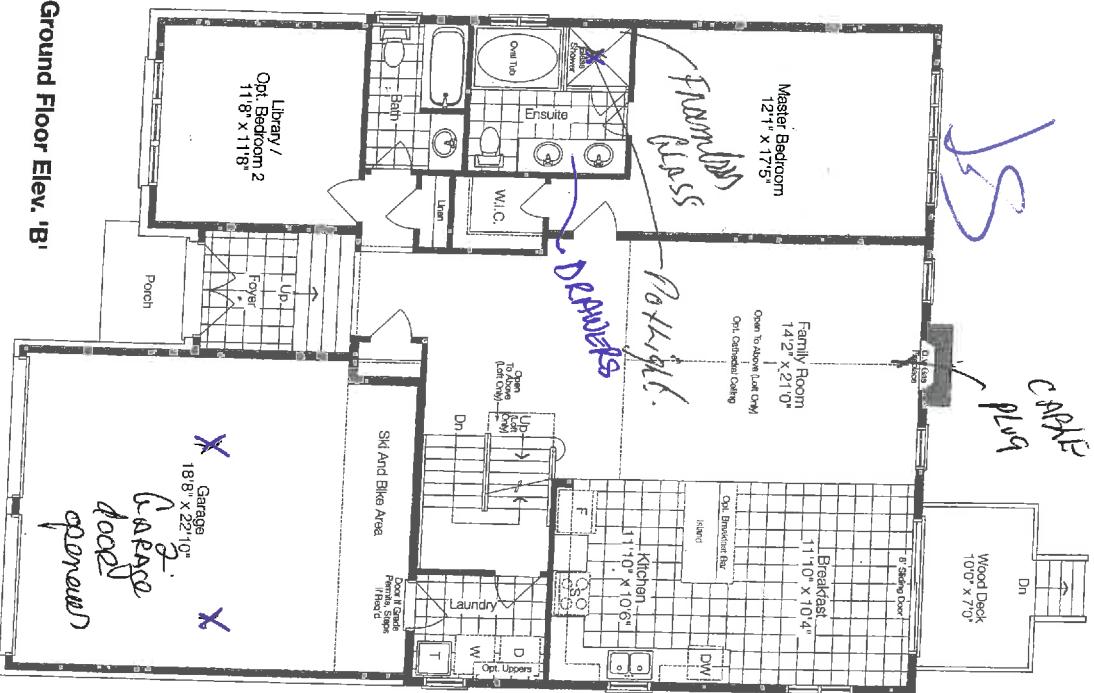 Ground Floor Elev. 'B'
Master Bedroom
12'1" x 17'5"
Glass
Shower
Oval Tub
Ensuite
Bath
Library /
Opt. Bedroom 2
11'8" x 11'8"
W.I.C.
Linen
Frameless
Glass
Potlight.
DRAWERS
Family Room
14'2" x 21'0"
Open To Above (Loft Only)
Opt. Cathedral Ceiling
Gas
Fireplace
CABLE
PLUG
Porch
Foyer
Up
Open
To Above
(Loft Only)
Up
(Loft
Only)
Dn
Ski And Bike Area
Garage
18'8" x 22'10"
2
GARAGE
door
opener
F
Opt. Breakfast Bar
Island
Kitchen
11'10" x 10'6"
Breakfast
11'10" x 10'4"
8' Sliding Door
DW
S
Wood Deck
10'0" x 7'0"
Dn
Laundry
Door If Grade
Permits, Steps
If Req'd
D
W
T
Opt. Uppers